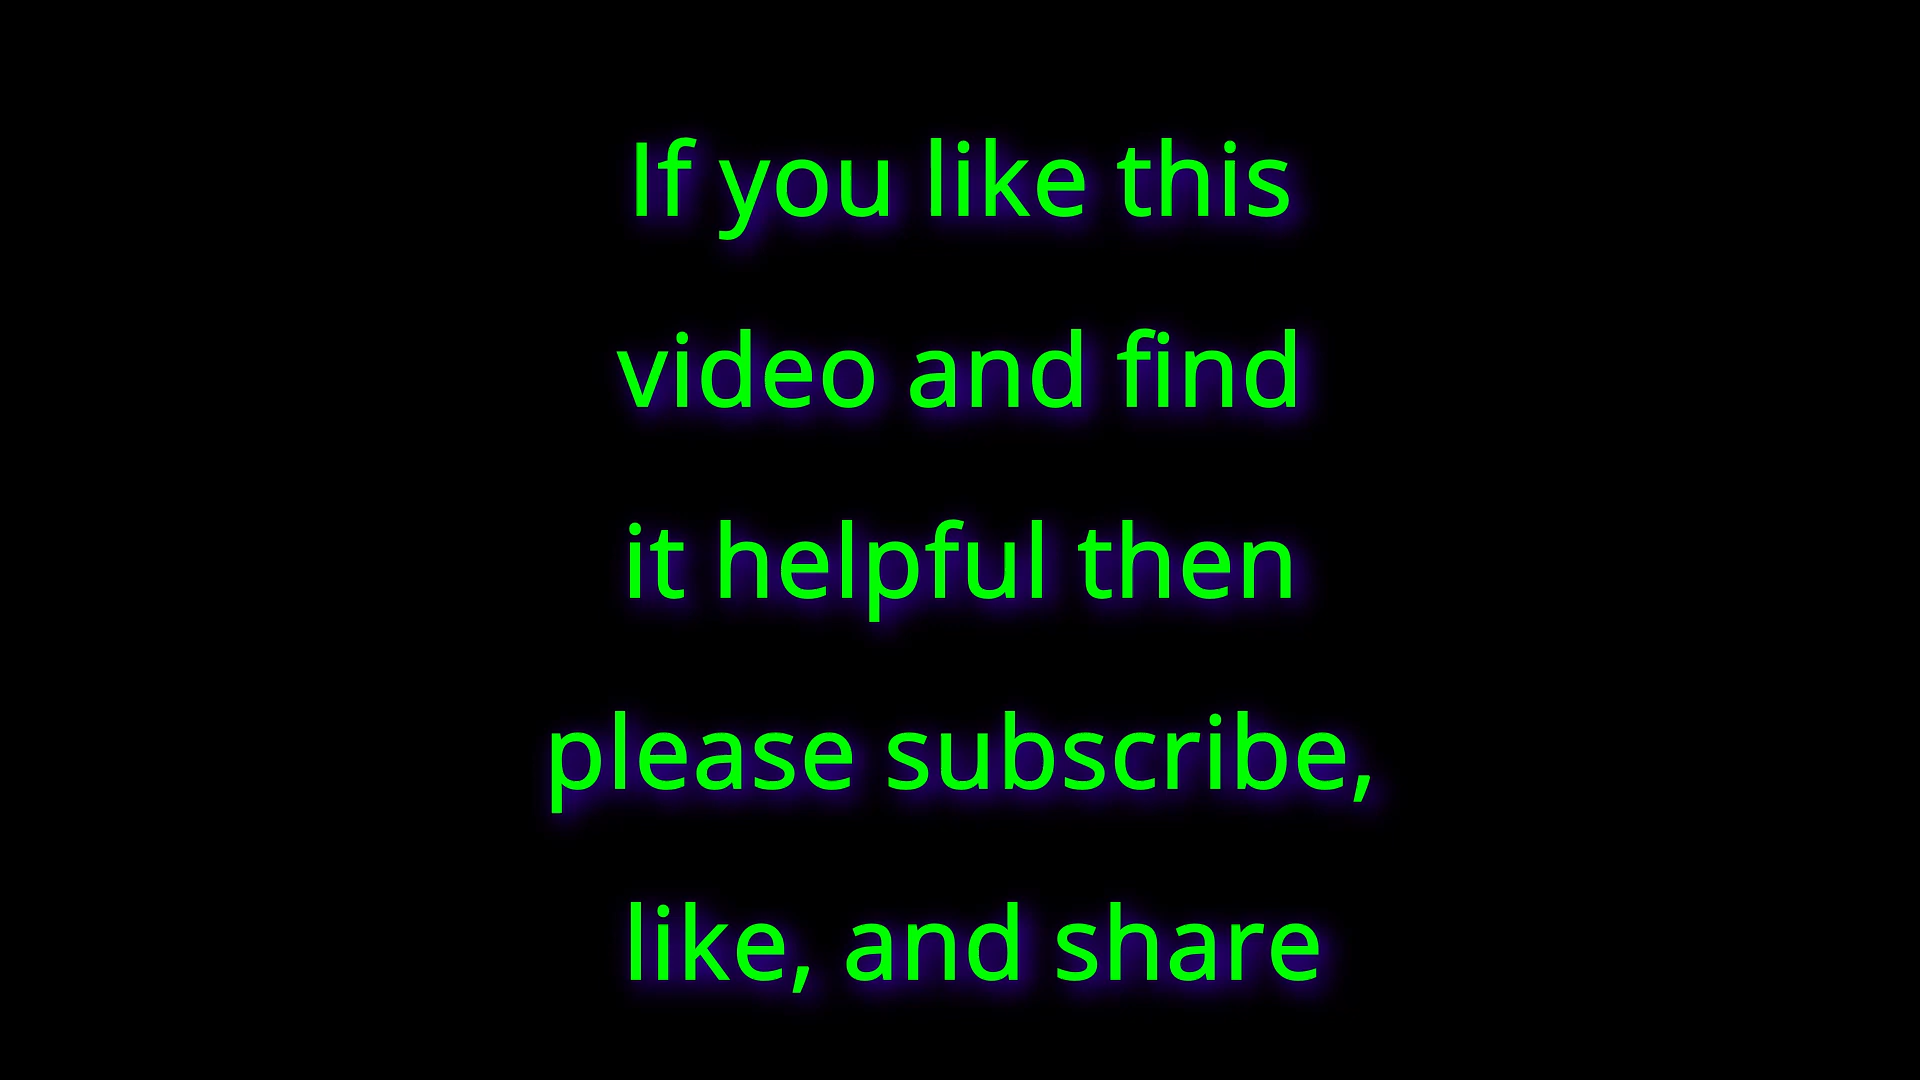 If you like this
video and find
it helpful then
please subscribe,
like, and share